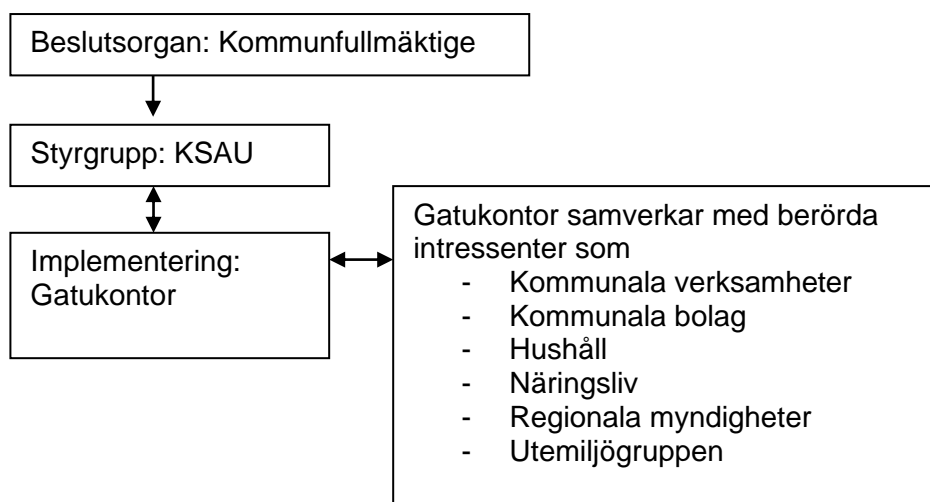 Beslutsorgan: Kommunfullmäktige
Styrgrupp: KSAU
Implementering:
Gatukontor
Gatukontor samverkar med berörda
intressenter som
- Kommunala verksamheter
- Kommunala bolag
- Hushåll
- Näringsliv
- Regionala myndigheter
- Utemiljögruppen